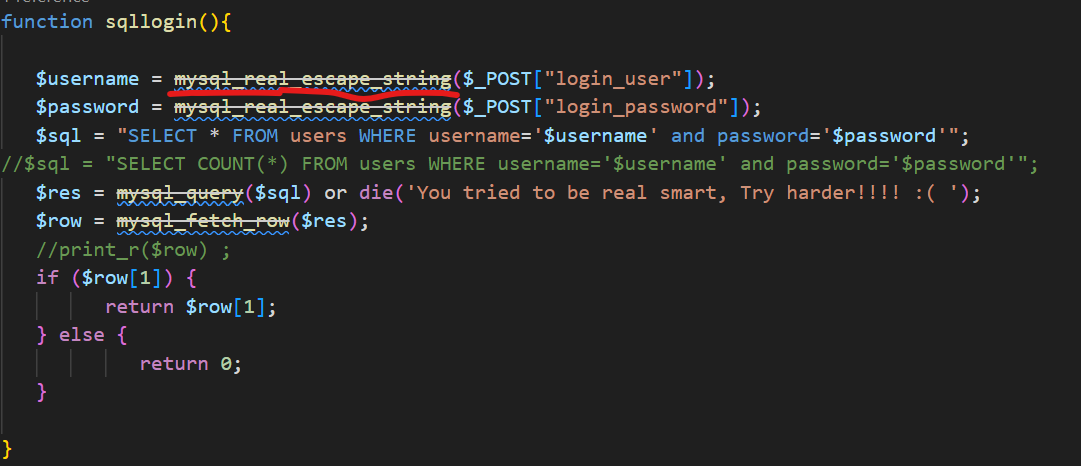 function sqllogin(){
$username = mysql_real_escape_string($_POST["login_user"]);
$password = mysql_real_escape_string($_POST["login_password"]);
$sql = "SELECT * FROM users WHERE username='$username' and password='$password'";
//$sql = "SELECT COUNT(*) FROM users WHERE username='$username' and password='$password'";
$res = mysql_query($sql) or die('You tried to be real smart, Try harder!!!! :( ');
$row = mysql_fetch_row($res);
//print_r($row) ;
if ($row[1]) {
return $row[1];
} else {
return 0;
}
}